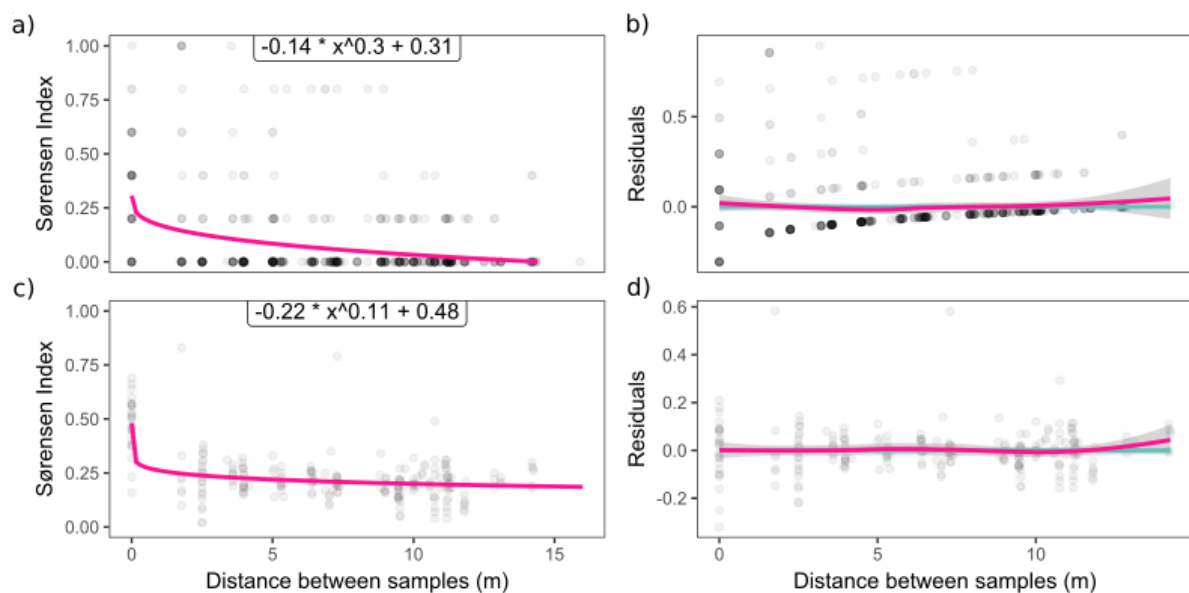 a)
-0.14 * x^0.3 + 0.31
Sørensen Index
1.00
0.75
0.50
0.25
0.00
b)
Residuals
0.5
0.0
c)
-0.22 * x^0.11 + 0.48
Sørensen Index
1.00
0.75
0.50
0.25
0.00
0 5 10 15
Distance between samples (m)
d)
Residuals
0.6
0.4
0.2
0.0
-0.2
0 5 10
Distance between samples (m)